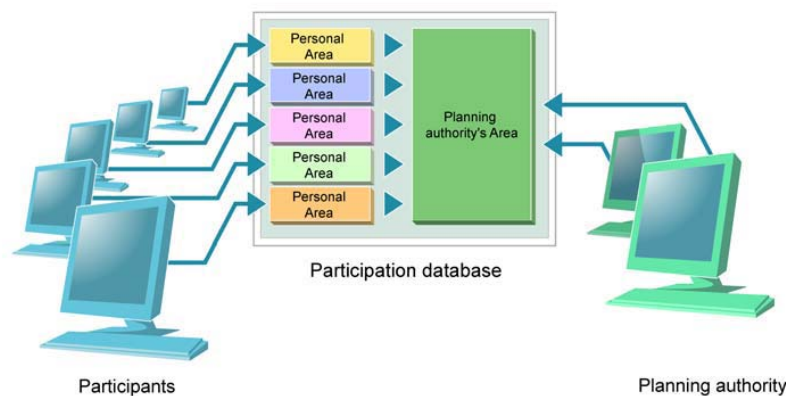 Personal
Area
Personal
Area
Personal
Area
Personal
Area
Personal
Area
Planning
authority's Area
Participation database
Participants
Planning authority